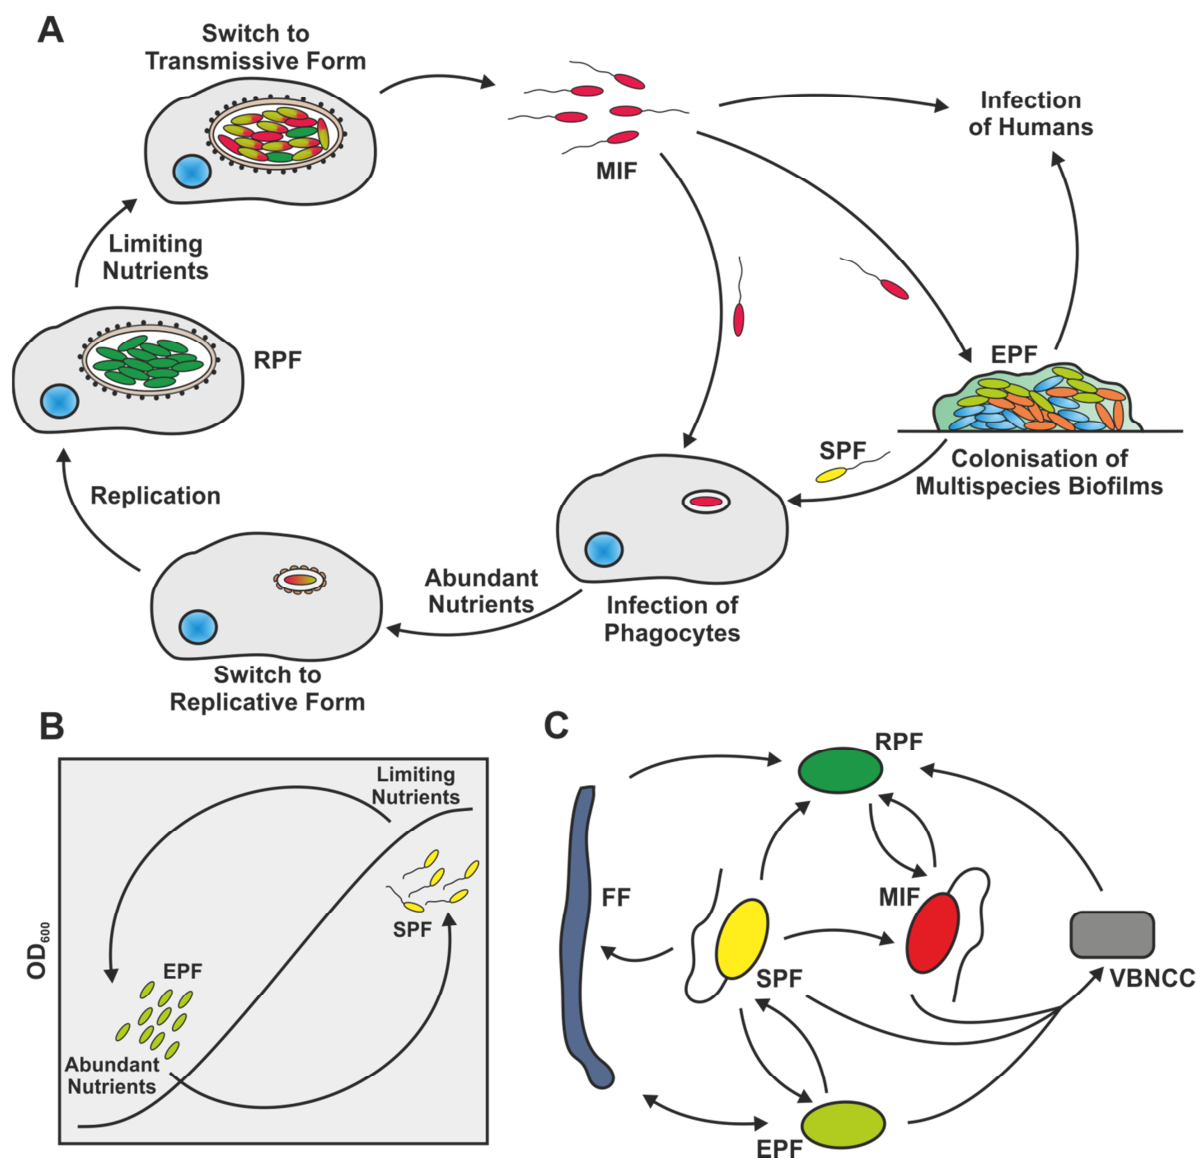 A
Switch to
Transmissive Form
MIF
Infection
of Humans
Limiting
Nutrients
RPF
EPF
SPF
Colonisation of
Multispecies Biofilms
Replication
Abundant
Nutrients
Infection of
Phagocytes
Switch to
Replicative Form
B
Limiting
Nutrients
SPF
OD600
EPF
Abundant
Nutrients
C
RPF
FF
MIF
SPF
VBNCC
EPF